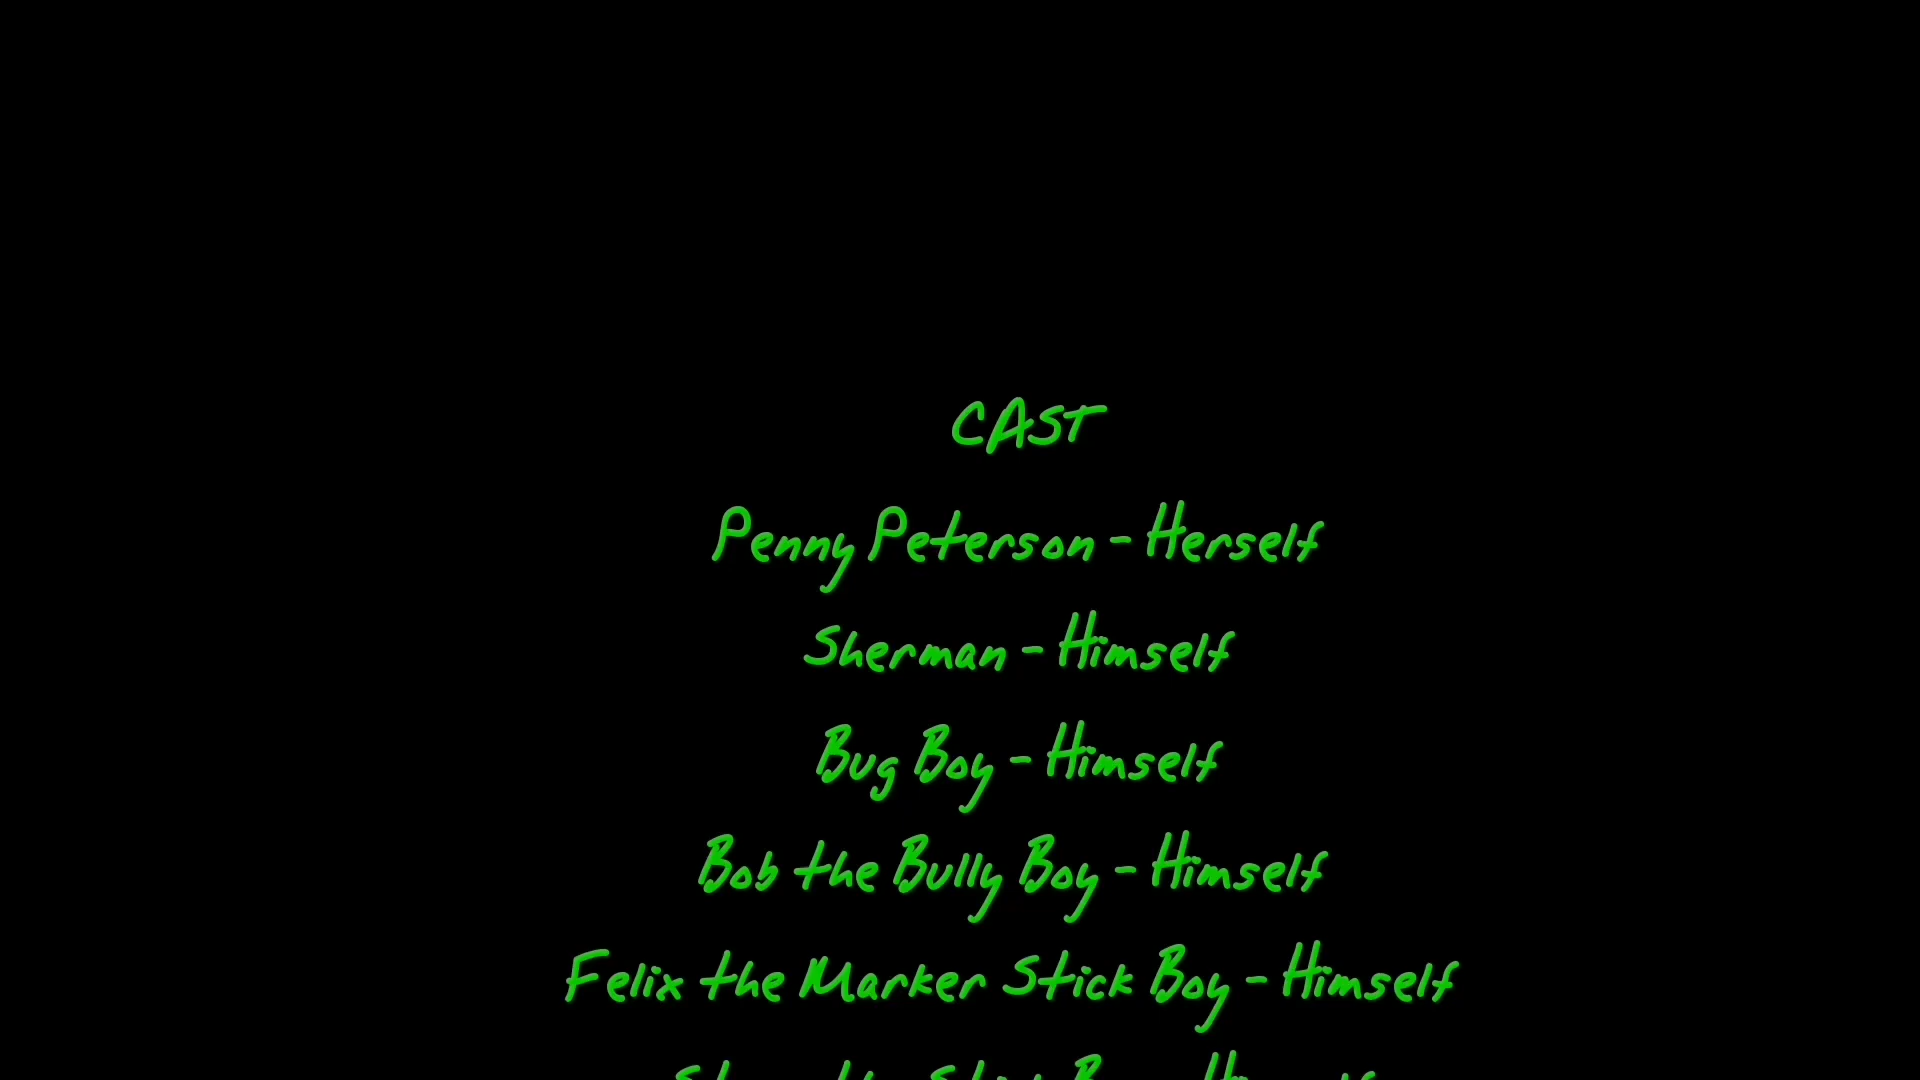 CAST
Penny Peterson - Herself
Sherman - Himself
Bug Boy - Himself
Bob the Bully Boy - Himself
Felix the Marker Stick Boy - Himself